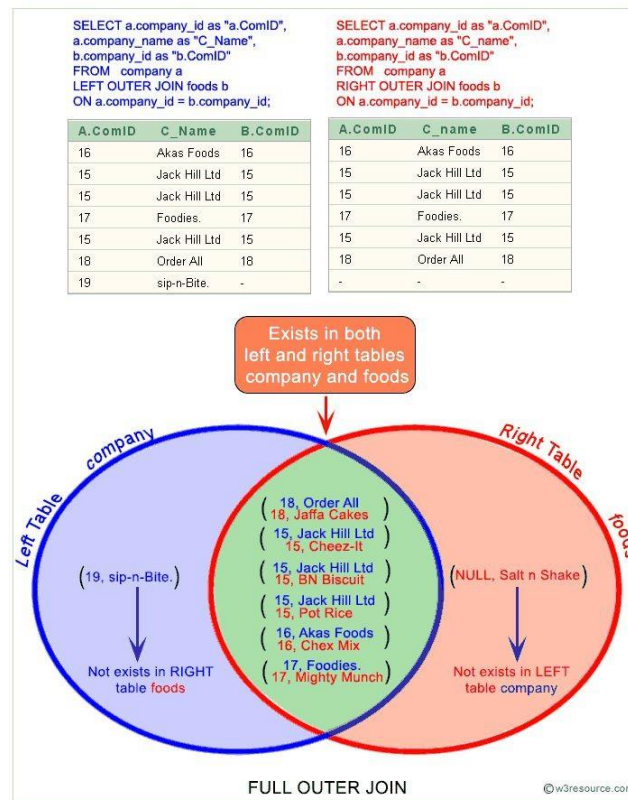 SELECT a.company_id as "a.ComID",
a.company_name as "C_Name",
b.company_id as "b.ComID"
FROM company a
LEFT OUTER JOIN foods b
ON a.company_id = b.company_id;
SELECT a.company_id as "a.ComID",
a.company_name as "C_name",
b.company_id as "b.ComID"
FROM company a
RIGHT OUTER JOIN foods b
ON a.company_id = b.company_id;
A.ComID C_Name B.ComID
16 Akas Foods 16
15 Jack Hill Ltd 15
15 Jack Hill Ltd 15
17 Foodies. 17
15 Jack Hill Ltd 15
18 Order All 18
19 sip-n-Bite. -
A.ComID C_name B.ComID
16 Akas Foods 16
15 Jack Hill Ltd 15
15 Jack Hill Ltd 15
17 Foodies. 17
15 Jack Hill Ltd 15
18 Order All 18
- - -
Exists in both
left and right tables
company and foods
Left Table company
Right Table foods
(18, Order All
18, Jaffa Cakes)
(15, Jack Hill Ltd
15, Cheez-It)
(15, Jack Hill Ltd
15, BN Biscuit)
(15, Jack Hill Ltd
15, Pot Rice)
(16, Akas Foods
16, Chex Mix)
(17, Foodies.
17, Mighty Munch)
(19, sip-n-Bite.)
Not exists in RIGHT
table foods
(NULL, Salt n Shake)
Not exists in LEFT
table company
FULL OUTER JOIN
©w3resource.com